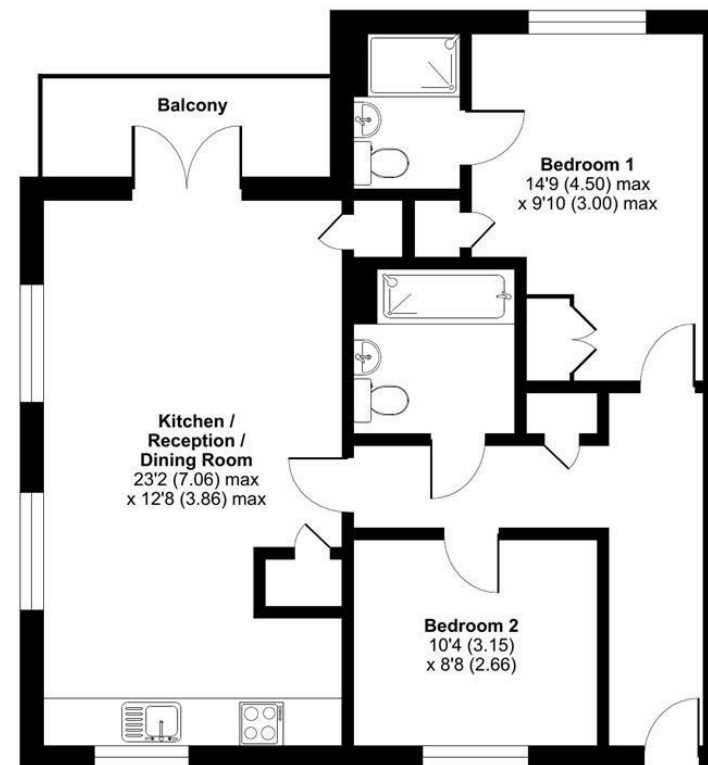 Balcony
Bedroom 1
14'9 (4.50) max
x 9'10 (3.00) max
Kitchen /
Reception /
Dining Room
23'2 (7.06) max
x 12'8 (3.86) max
Bedroom 2
10'4 (3.15)
x 8'8 (2.66)